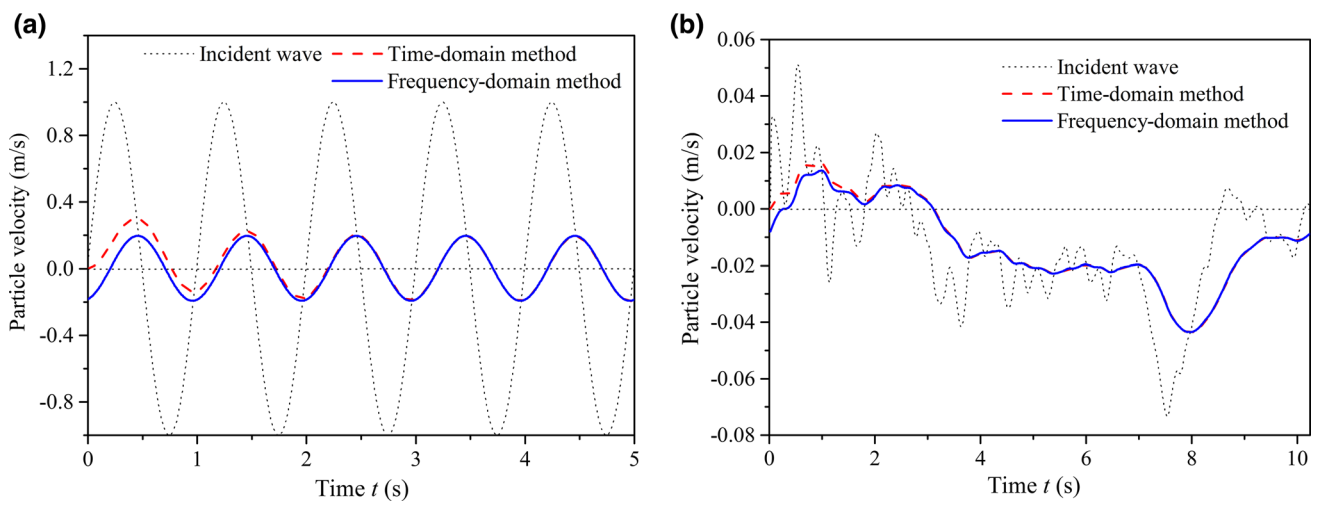 (a)
Incident wave Time-domain method
Frequency-domain method
Particle velocity (m/s)
1.2
0.8
0.4
0.0
-0.4
-0.8
0 1 2 3 4 5
Time t (s)
(b)
Incident wave
Time-domain method
Frequency-domain method
Particle velocity (m/s)
0.06
0.04
0.02
0.00
-0.02
-0.04
-0.06
-0.08
0 2 4 6 8 10
Time t (s)